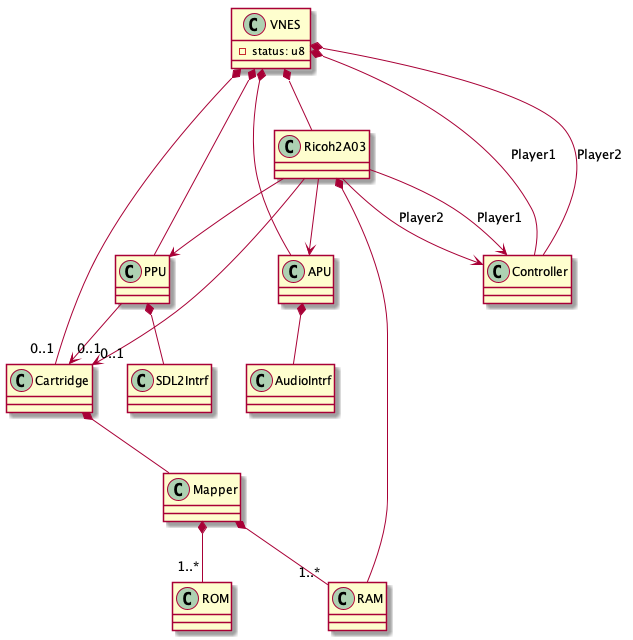 C VNES
status: u8
C Ricoh2A03
Player1
Player2
Player2
Player1
C PPU
C APU
C Controller
0..1
0..1
0..1
C Cartridge
C SDL2Intrf
C AudioIntrf
C Mapper
1..*
1..*
C ROM
C RAM